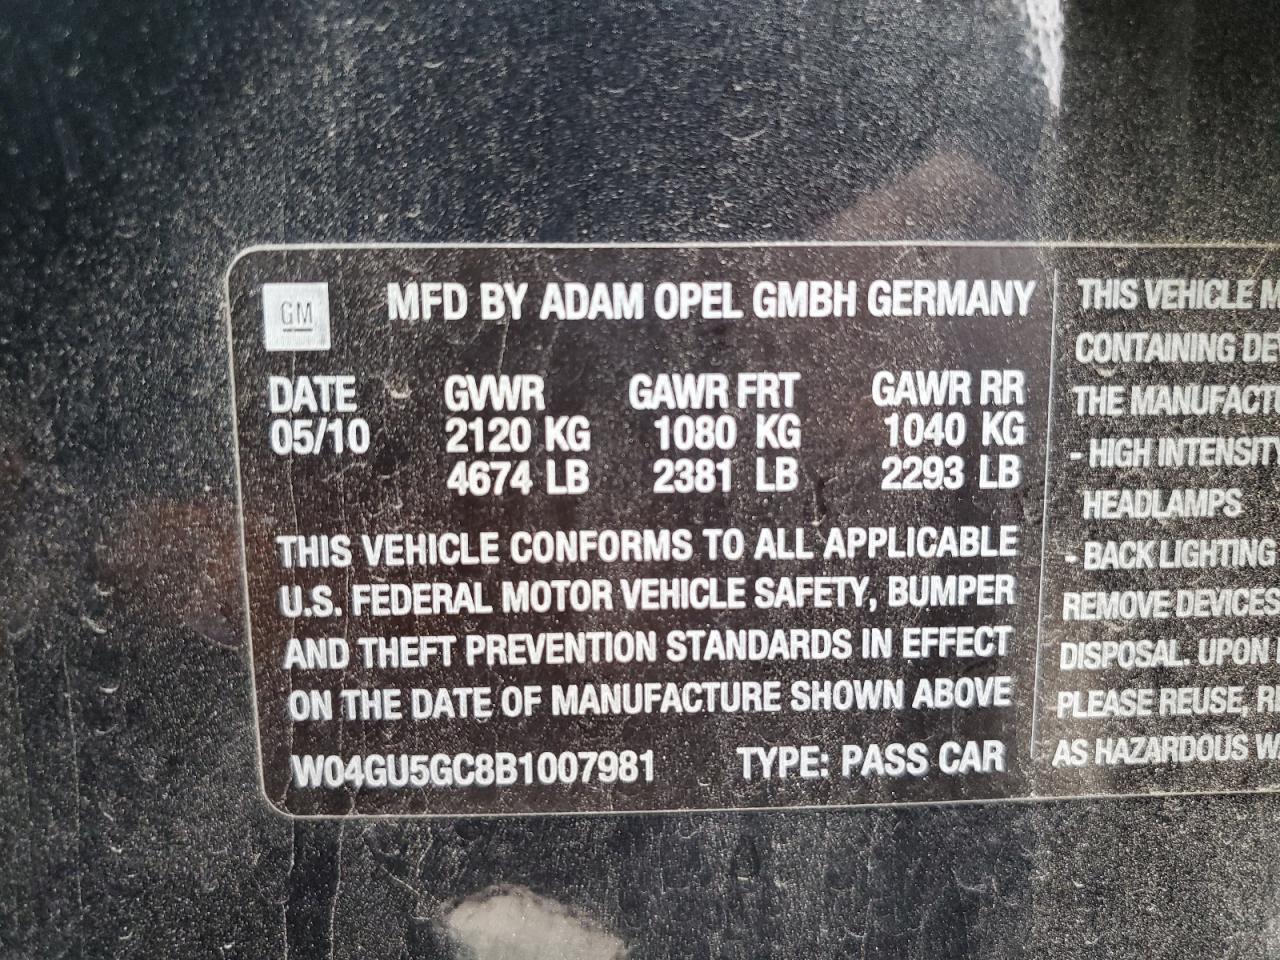 GM
MFD BY ADAM OPEL GMBH GERMANY
DATE GVWR GAWR FRT GAWR RR
05/10 2120 KG 1080 KG 1040 KG
4674 LB 2381 LB 2293 LB
THIS VEHICLE CONFORMS TO ALL APPLICABLE
U.S. FEDERAL MOTOR VEHICLE SAFETY, BUMPER
AND THEFT PREVENTION STANDARDS IN EFFECT
ON THE DATE OF MANUFACTURE SHOWN ABOVE
W04GU5GC8B1007981 TYPE: PASS CAR
THIS VEHICLE
CONTAINING
THE
- HIGH INTENSITY
HEADLAMPS
- BACK LIGHTING
REMOVE DEVICES
DISPOSAL. UPON
PLEASE REUSE,
AS HAZARDOUS